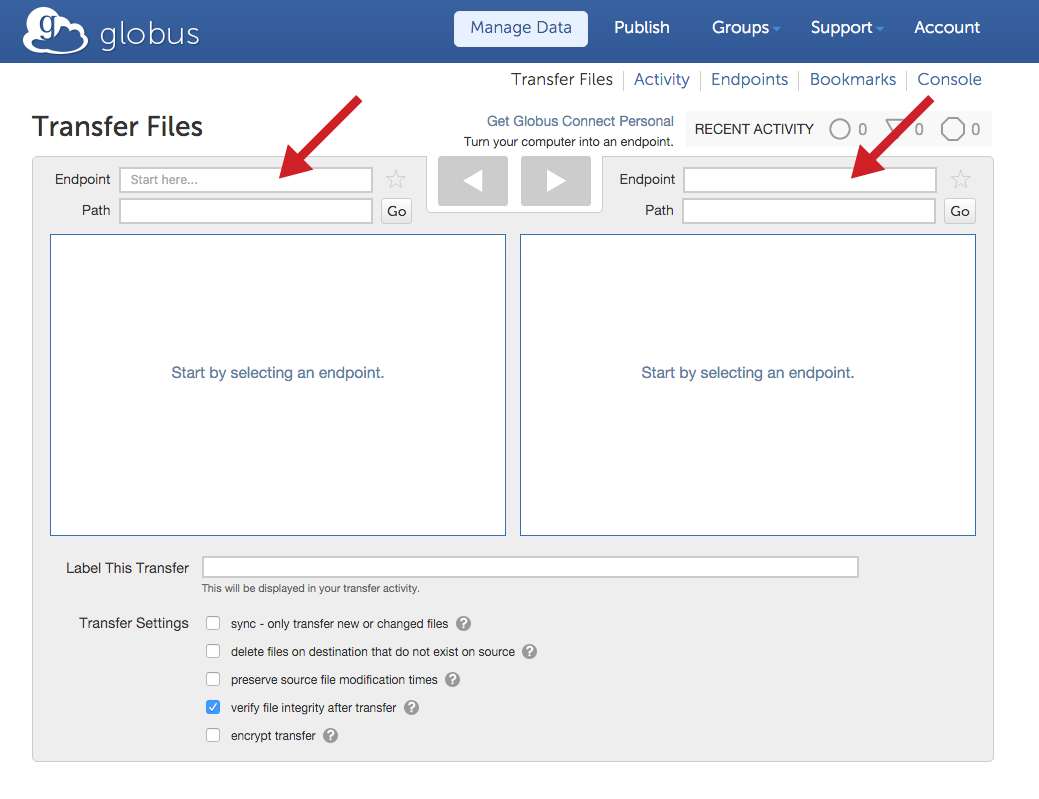 g globus
Manage Data Publish Groups Support Account
Transfer Files Activity Endpoints Bookmarks Console
Transfer Files
Get Globus Connect Personal
Turn your computer into an endpoint.
RECENT ACTIVITY 0 0 0
Endpoint Start here...
Path Go
Endpoint
Path Go
Start by selecting an endpoint.
Start by selecting an endpoint.
Label This Transfer
This will be displayed in your transfer activity.
Transfer Settings
sync - only transfer new or changed files ?
delete files on destination that do not exist on source ?
preserve source file modification times ?
verify file integrity after transfer ?
encrypt transfer ?